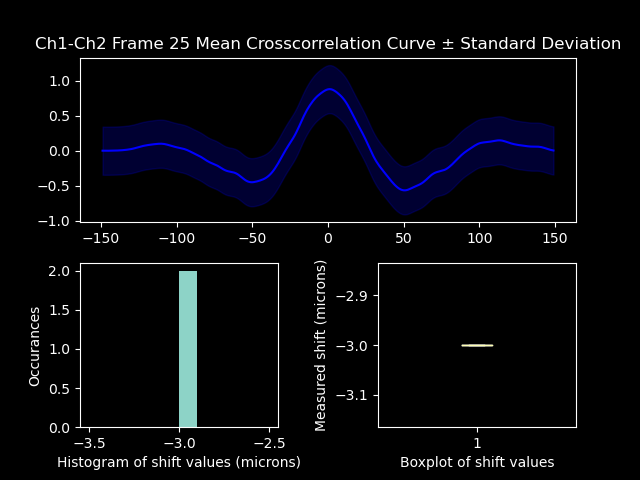 Ch1-Ch2 Frame 25 Mean Crosscorrelation Curve ± Standard Deviation
1.0
0.5
0.0
−0.5
−1.0
−150 −100 −50 0 50 100 150
Occurances
2.0
1.5
1.0
0.5
0.0
−3.5 −3.0 −2.5
Histogram of shift values (microns)
Measured shift (microns)
−2.9
−3.0
−3.1
1
Boxplot of shift values